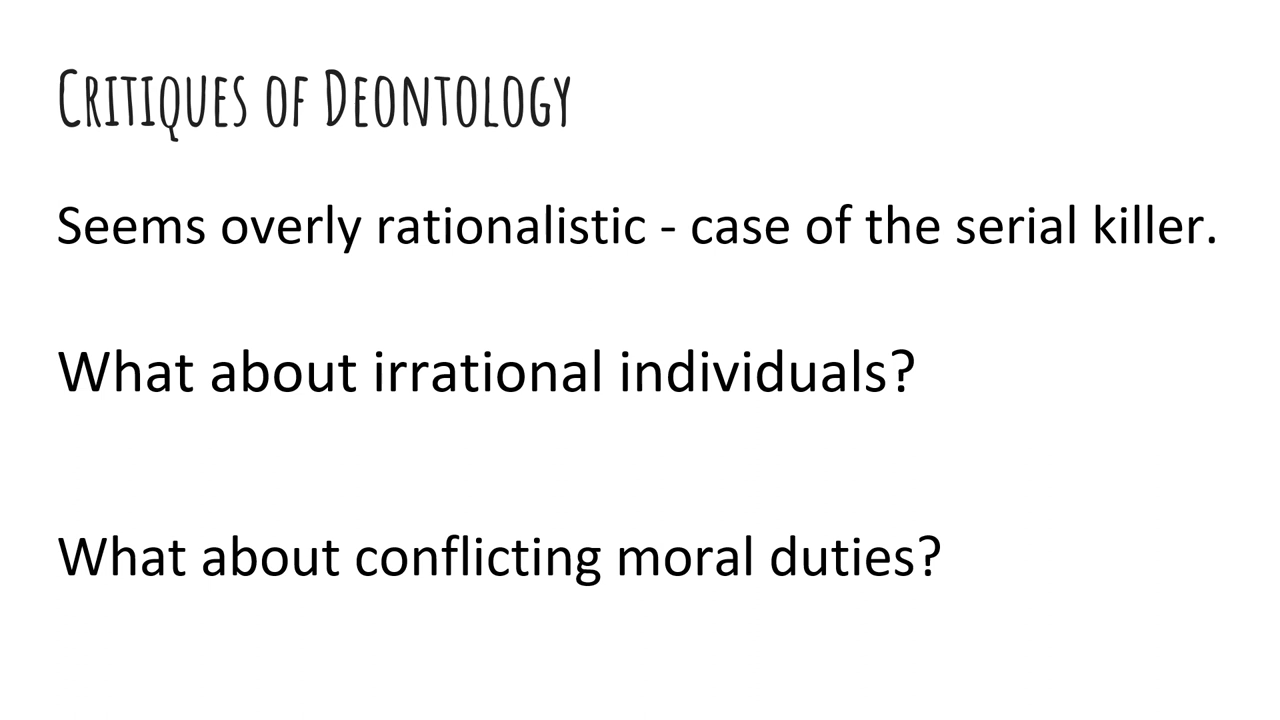 Critiques of Deontology
Seems overly rationalistic - case of the serial killer.
What about irrational individuals?
What about conflicting moral duties?